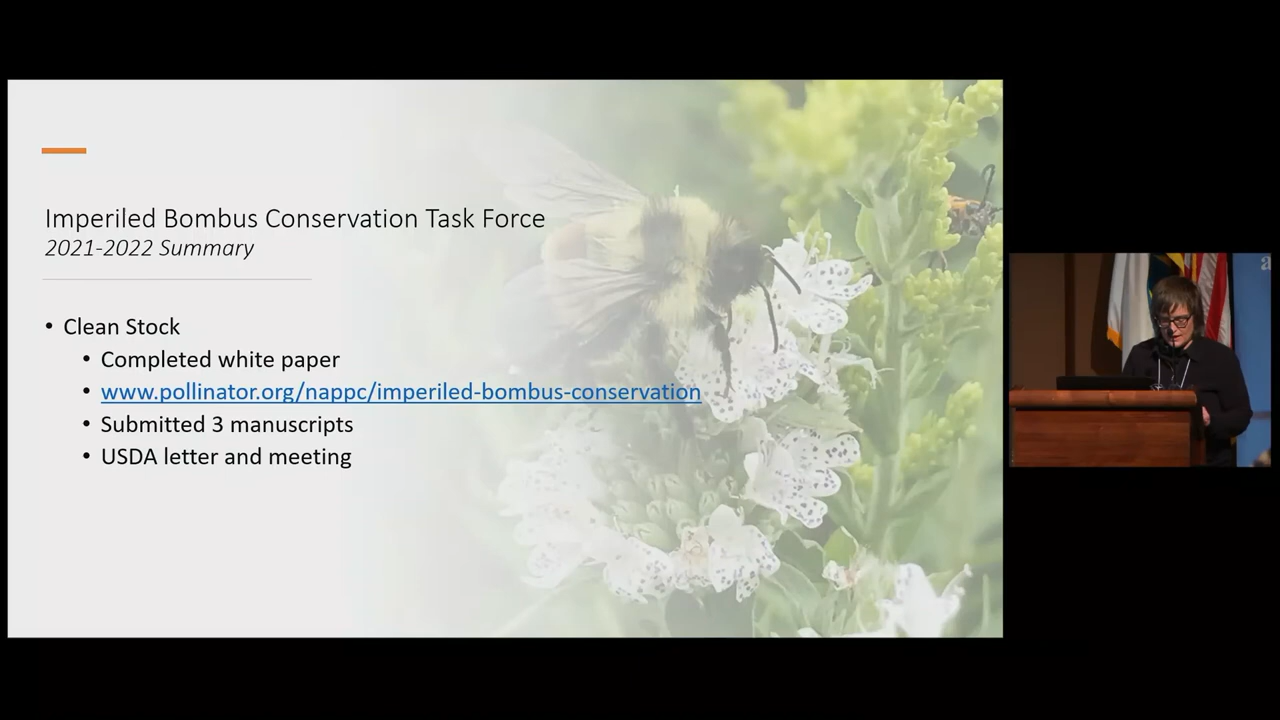 Imperiled Bombus Conservation Task Force
2021-2022 Summary
• Clean Stock
• Completed white paper
• www.pollinator.org/nappc/imperiled-bombus-conservation
• Submitted 3 manuscripts
• USDA letter and meeting